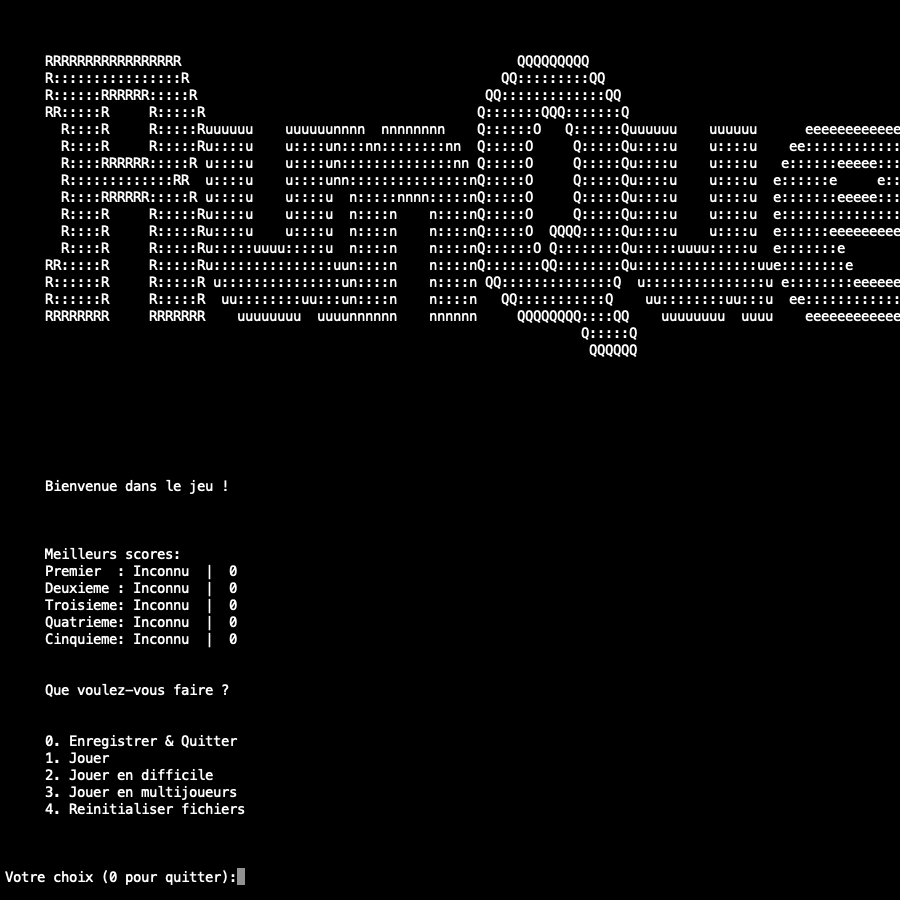 RRRRRRRRRRRRRRRRR                                          QQQQQQQQQ
R::::::::::::::::R                                       QQ:::::::::QQ
R::::::RRRRRR:::::R                                    QQ:::::::::::::QQ
RR:::::R     R:::::R                                  Q:::::::QQQ:::::::Q
  R::::R     R:::::Ruuuuuu    uuuuuunnnn  nnnnnnnn    Q::::::O   Q::::::Quuuuuu    uuuuuu      eeeeeeeeeeee
  R::::R     R:::::Ru::::u    u::::un:::nn::::::::nn  Q:::::O     Q:::::Qu::::u    u::::u    ee::::::::::::
  R::::RRRRRR:::::R u::::u    u::::un::::::::::::::nn Q:::::O     Q:::::Qu::::u    u::::u   e::::::eeeee:::
  R:::::::::::::RR  u::::u    u::::unn:::::::::::::::nQ:::::O     Q:::::Qu::::u    u::::u  e::::::e     e::
  R::::RRRRRR:::::R u::::u    u::::u  n:::::nnnn:::::nQ:::::O     Q:::::Qu::::u    u::::u  e:::::::eeeee:::
  R::::R     R:::::Ru::::u    u::::u  n::::n    n::::nQ:::::O     Q:::::Qu::::u    u::::u  e:::::::::::::::
  R::::R     R:::::Ru::::u    u::::u  n::::n    n::::nQ:::::O  QQQQ:::::Qu::::u    u::::u  e::::::eeeeeeeee
  R::::R     R:::::Ru:::::uuuu:::::u  n::::n    n::::nQ::::::O Q::::::::Qu:::::uuuu:::::u  e:::::::e
RR:::::R     R:::::Ru:::::::::::::::uun::::n    n::::nQ:::::::QQ::::::::Qu:::::::::::::::uue::::::::e
R::::::R     R:::::R u:::::::::::::::un::::n    n::::n QQ::::::::::::::Q  u:::::::::::::::u e::::::::eeeeee
R::::::R     R:::::R  uu::::::::uu:::un::::n    n::::n   QQ:::::::::::Q    uu::::::::uu:::u  ee::::::::::::
RRRRRRRR     RRRRRRR    uuuuuuuu  uuuunnnnnn    nnnnnn     QQQQQQQQ::::QQ    uuuuuuuu  uuuu    eeeeeeeeeeee
                                                                   Q:::::Q
                                                                    QQQQQQ
Bienvenue dans le jeu !
Meilleurs scores:
Premier  : Inconnu  |  0
Deuxieme : Inconnu  |  0
Troisieme: Inconnu  |  0
Quatrieme: Inconnu  |  0
Cinquieme: Inconnu  |  0
Que voulez-vous faire ?
0. Enregistrer & Quitter
1. Jouer
2. Jouer en difficile
3. Jouer en multijoueurs
4. Reinitialiser fichiers
Votre choix (0 pour quitter):